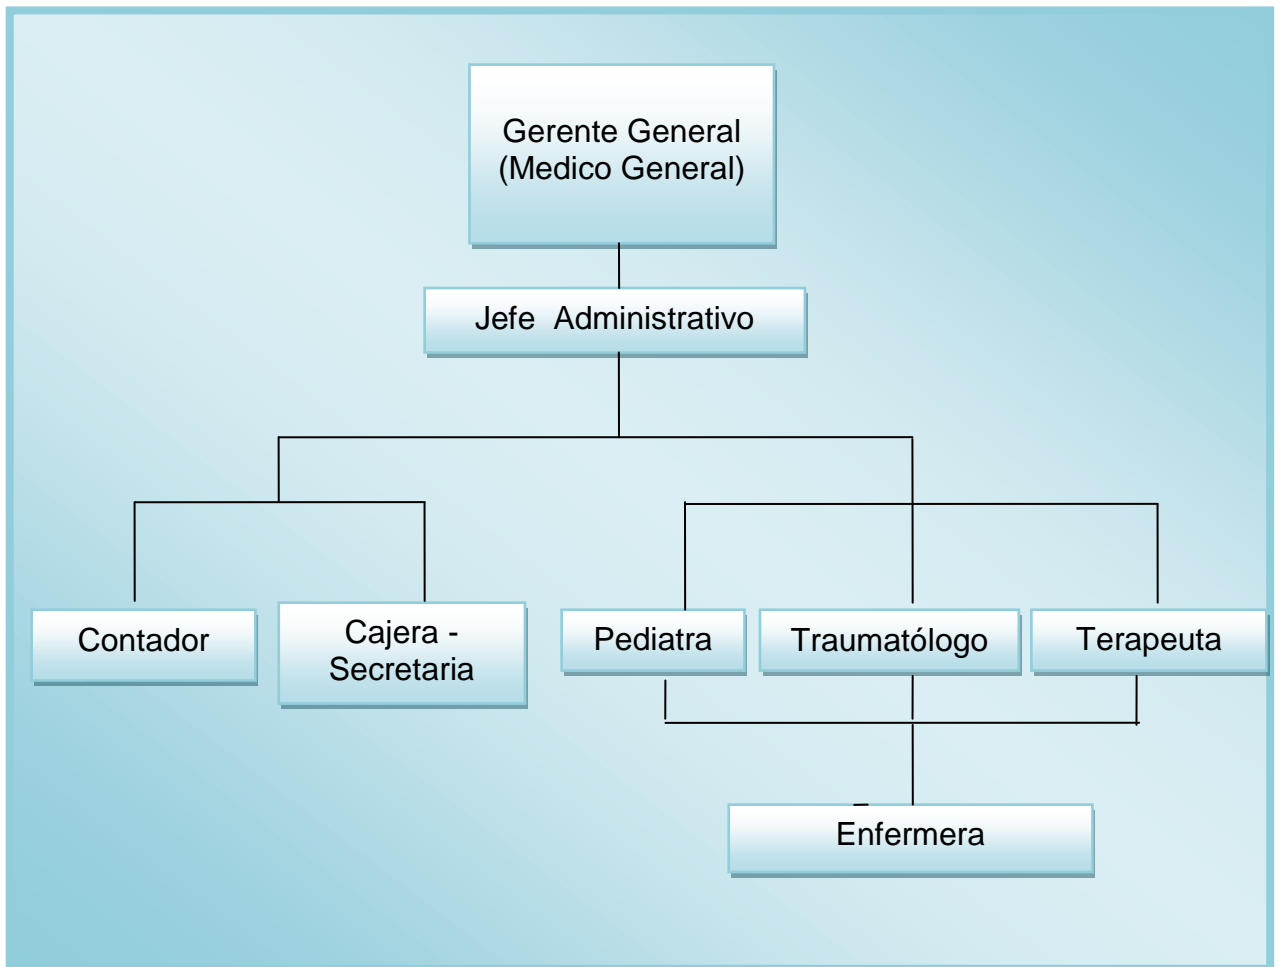 Gerente General
(Medico General)
Jefe Administrativo
Contador
Cajera -
Secretaria
Pediatra
Traumatólogo
Terapeuta
Enfermera